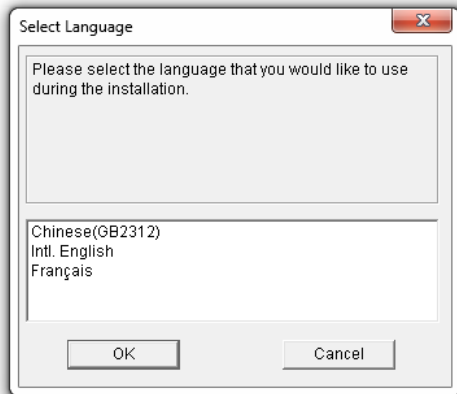 Select Language
Please select the language that you would like to use
during the installation.
Chinese(GB2312)
Intl. English
Français
OK
Cancel